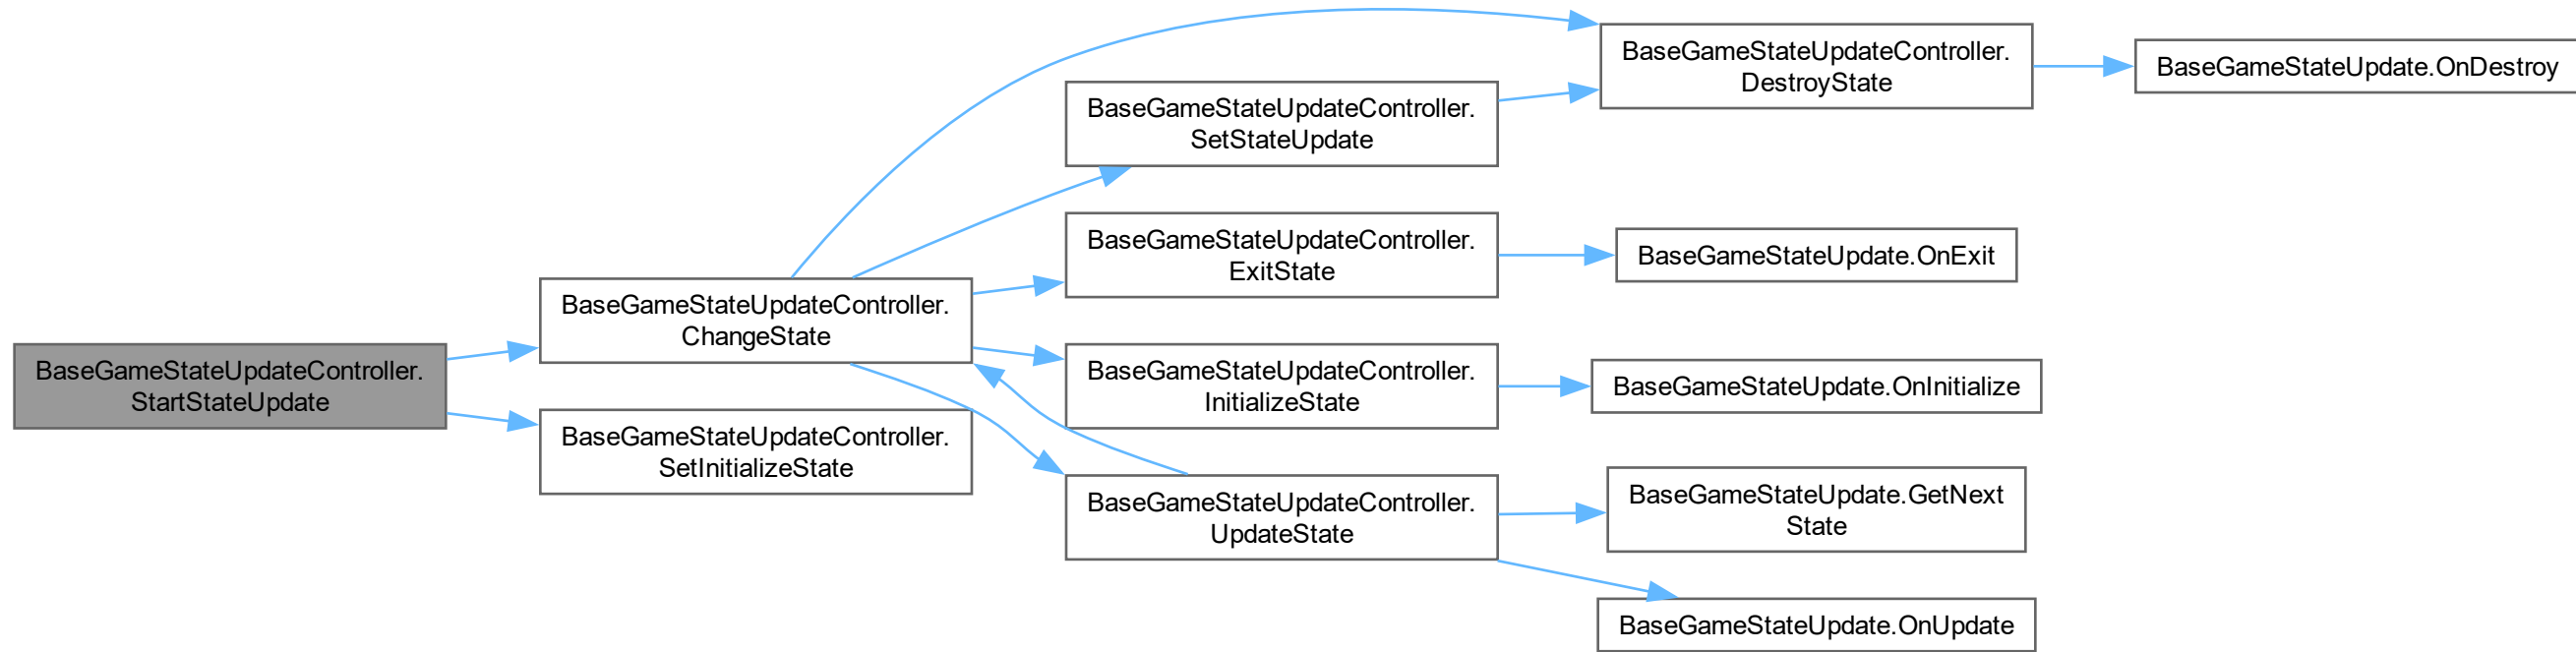 BaseGameStateUpdateController.
StartStateUpdate
BaseGameStateUpdateController.
ChangeState
BaseGameStateUpdateController.
SetInitializeState
BaseGameStateUpdateController.
SetStateUpdate
BaseGameStateUpdateController.
ExitState
BaseGameStateUpdateController.
InitializeState
BaseGameStateUpdateController.
UpdateState
BaseGameStateUpdateController.
DestroyState
BaseGameStateUpdate.OnExit
BaseGameStateUpdate.OnInitialize
BaseGameStateUpdate.GetNext
State
BaseGameStateUpdate.OnUpdate
BaseGameStateUpdate.OnDestroy